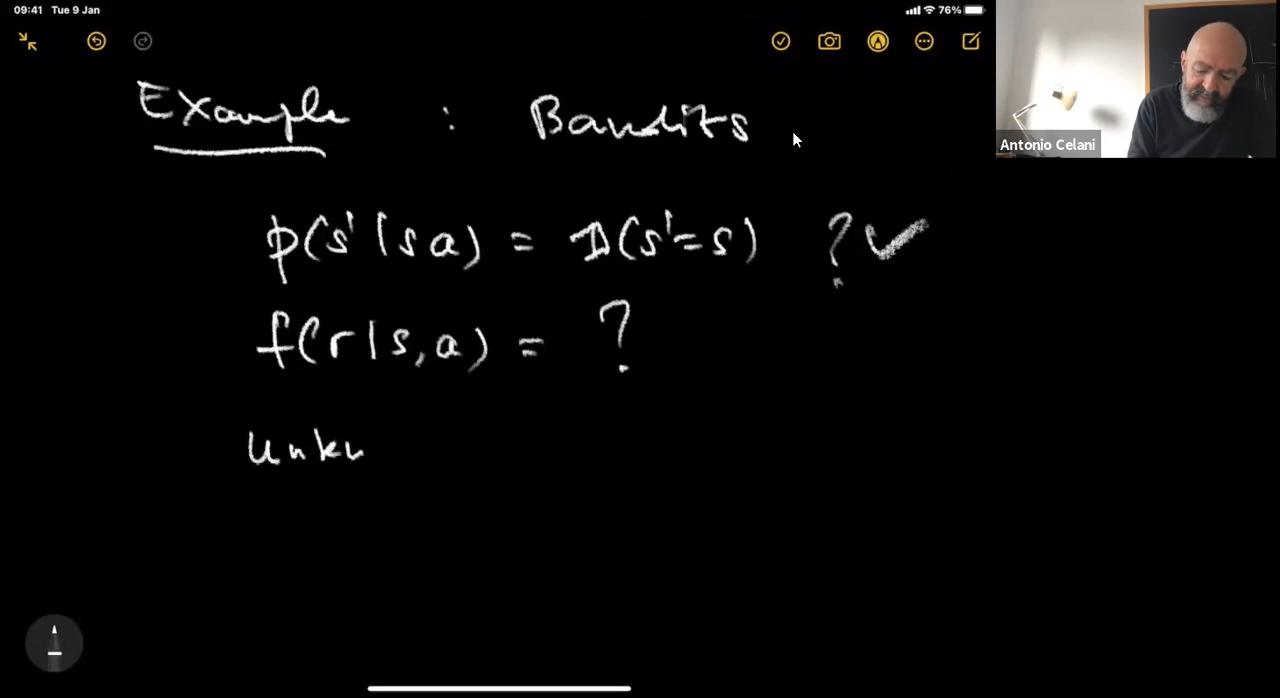 09:41 Tue 9 Jan
76%
Antonio Celani
Example : Bandits
p(s'|s a) = 𝟙(s'=s) ? ✓
f(r|s,a) = ?
unkn